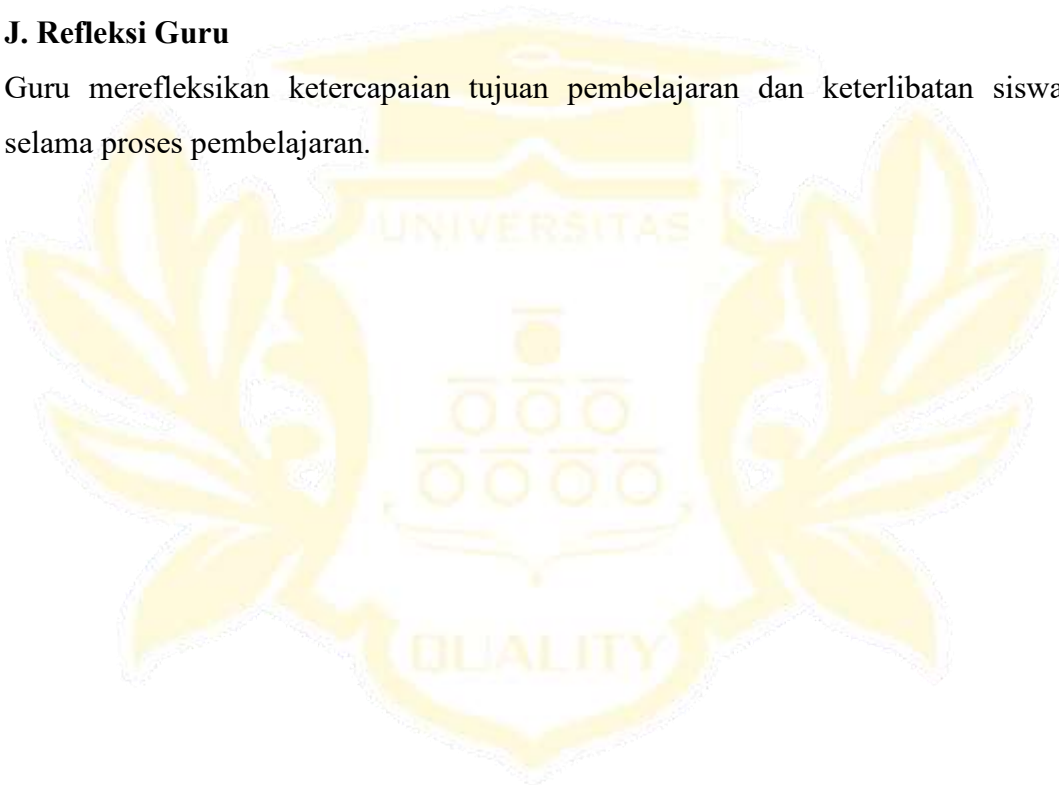 J. Refleksi Guru
Guru merefleksikan ketercapaian tujuan pembelajaran dan keterlibatan siswa
selama proses pembelajaran.
UNIVERSITAS
QUALITY